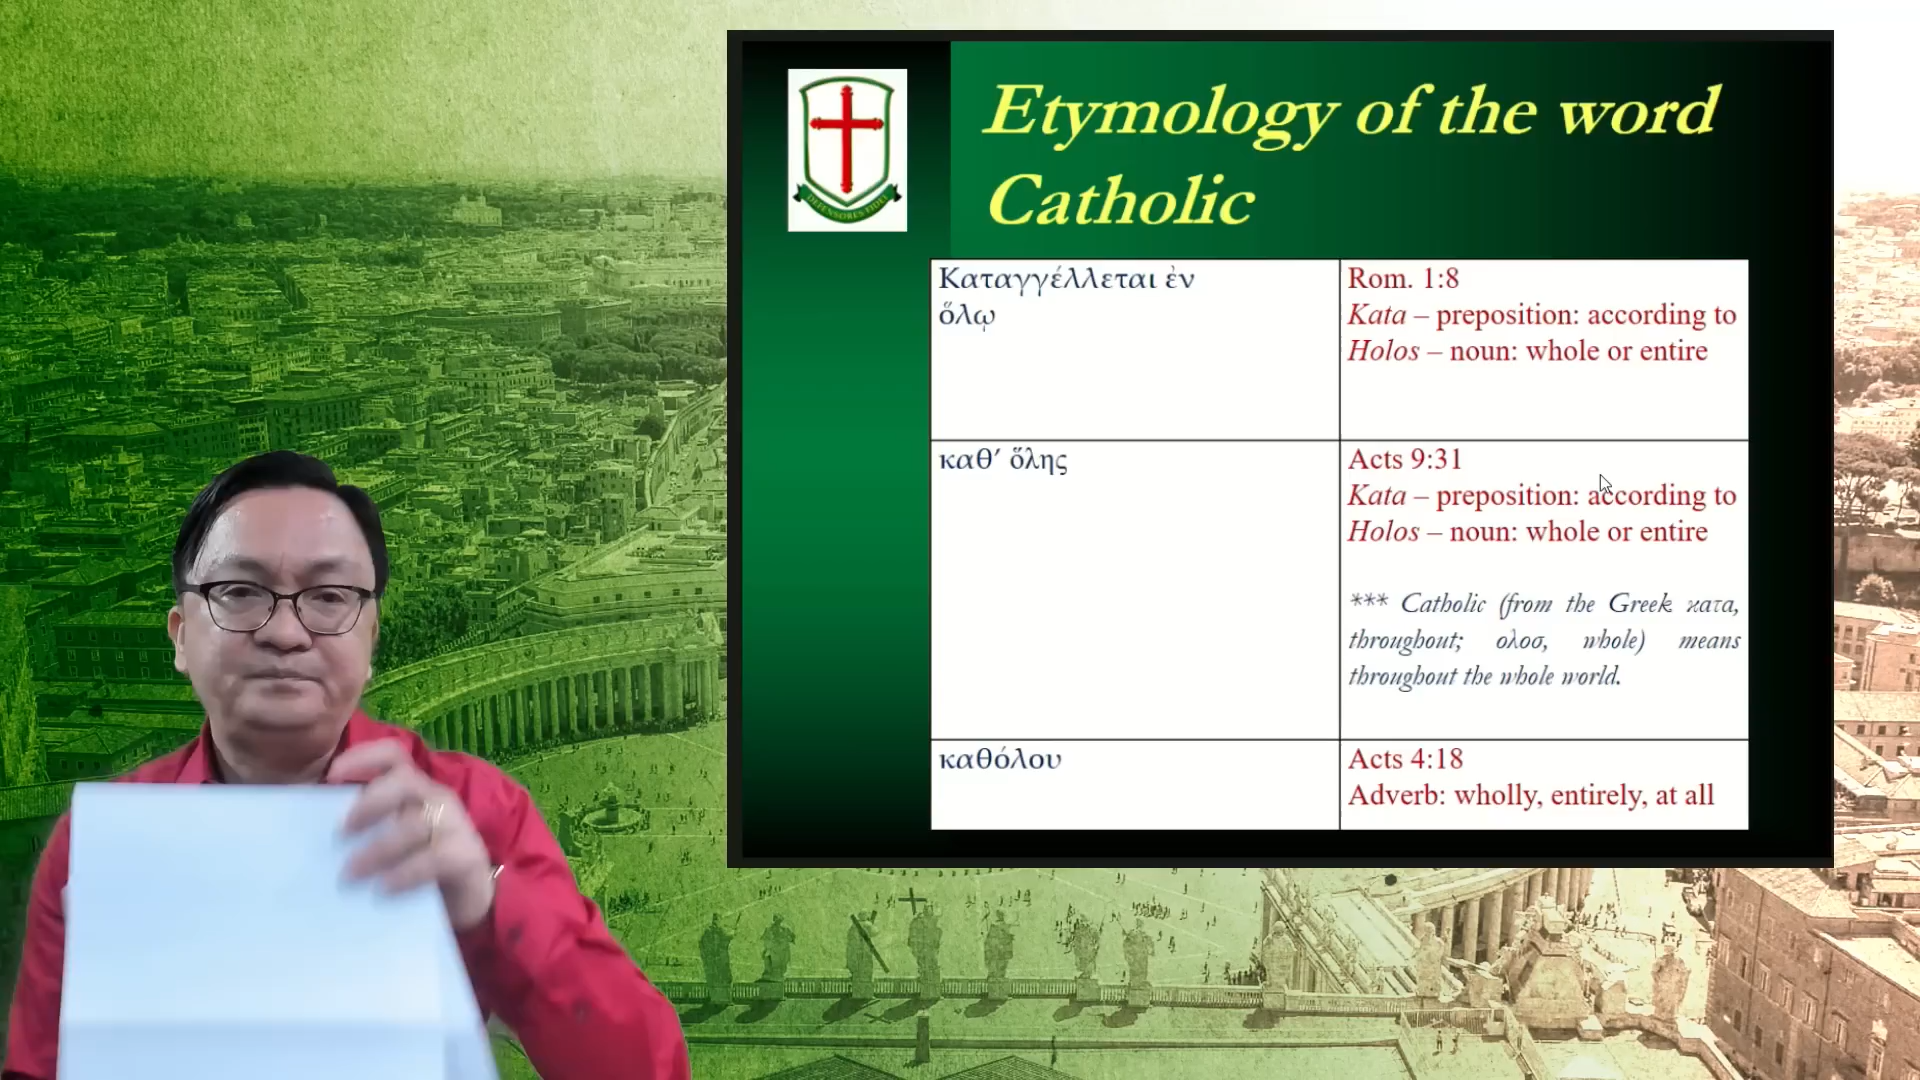 DEFENSORES FIDEI
Etymology of the word
Catholic
Καταγγέλλεται ἐν
ὅλῳ
Rom. 1:8
Kata – preposition: according to
Holos – noun: whole or entire
καθ’ ὅλης
Acts 9:31
Kata – preposition: according to
Holos – noun: whole or entire
*** Catholic (from the Greek κατα,
throughout; ολοσ, whole) means
throughout the whole world.
καθόλου
Acts 4:18
Adverb: wholly, entirely, at all